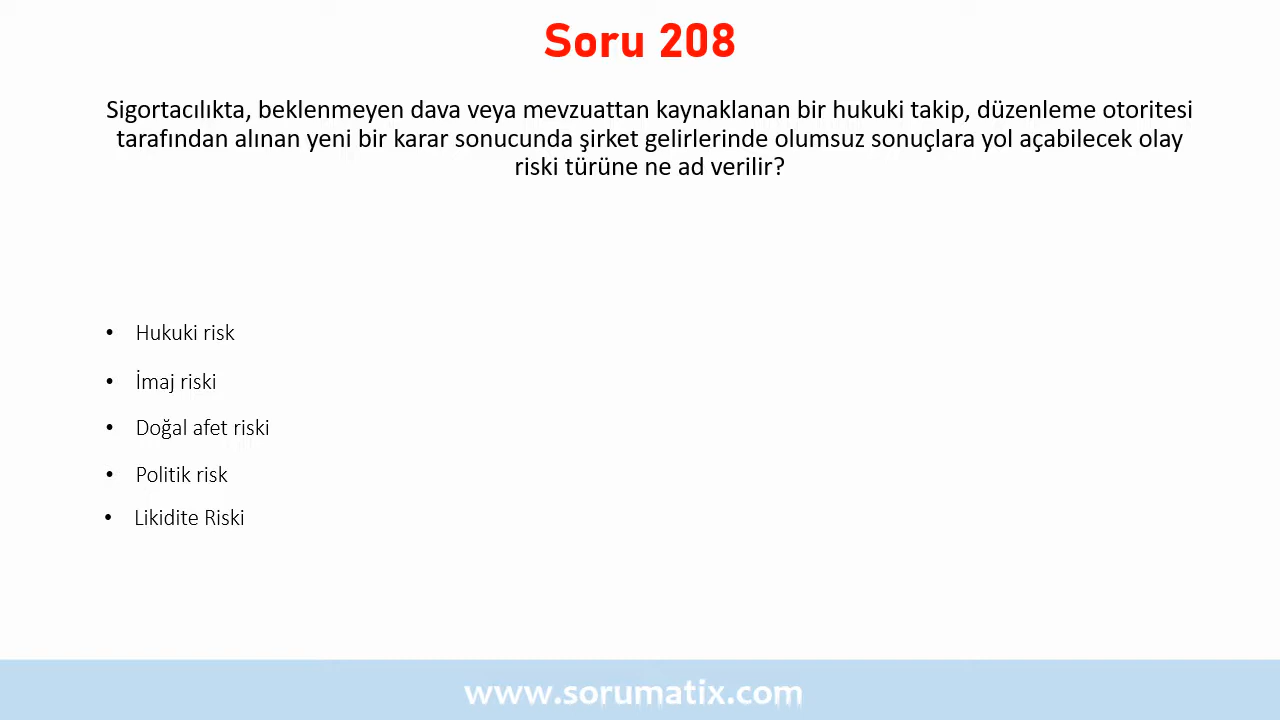 Soru 208
Sigortacılıkta, beklenmeyen dava veya mevzuattan kaynaklanan bir hukuki takip, düzenleme otoritesi
tarafından alınan yeni bir karar sonucunda şirket gelirlerinde olumsuz sonuçlara yol açabilecek olay
riski türüne ne ad verilir?
• Hukuki risk
• İmaj riski
• Doğal afet riski
• Politik risk
• Likidite Riski
www.sorumatix.com